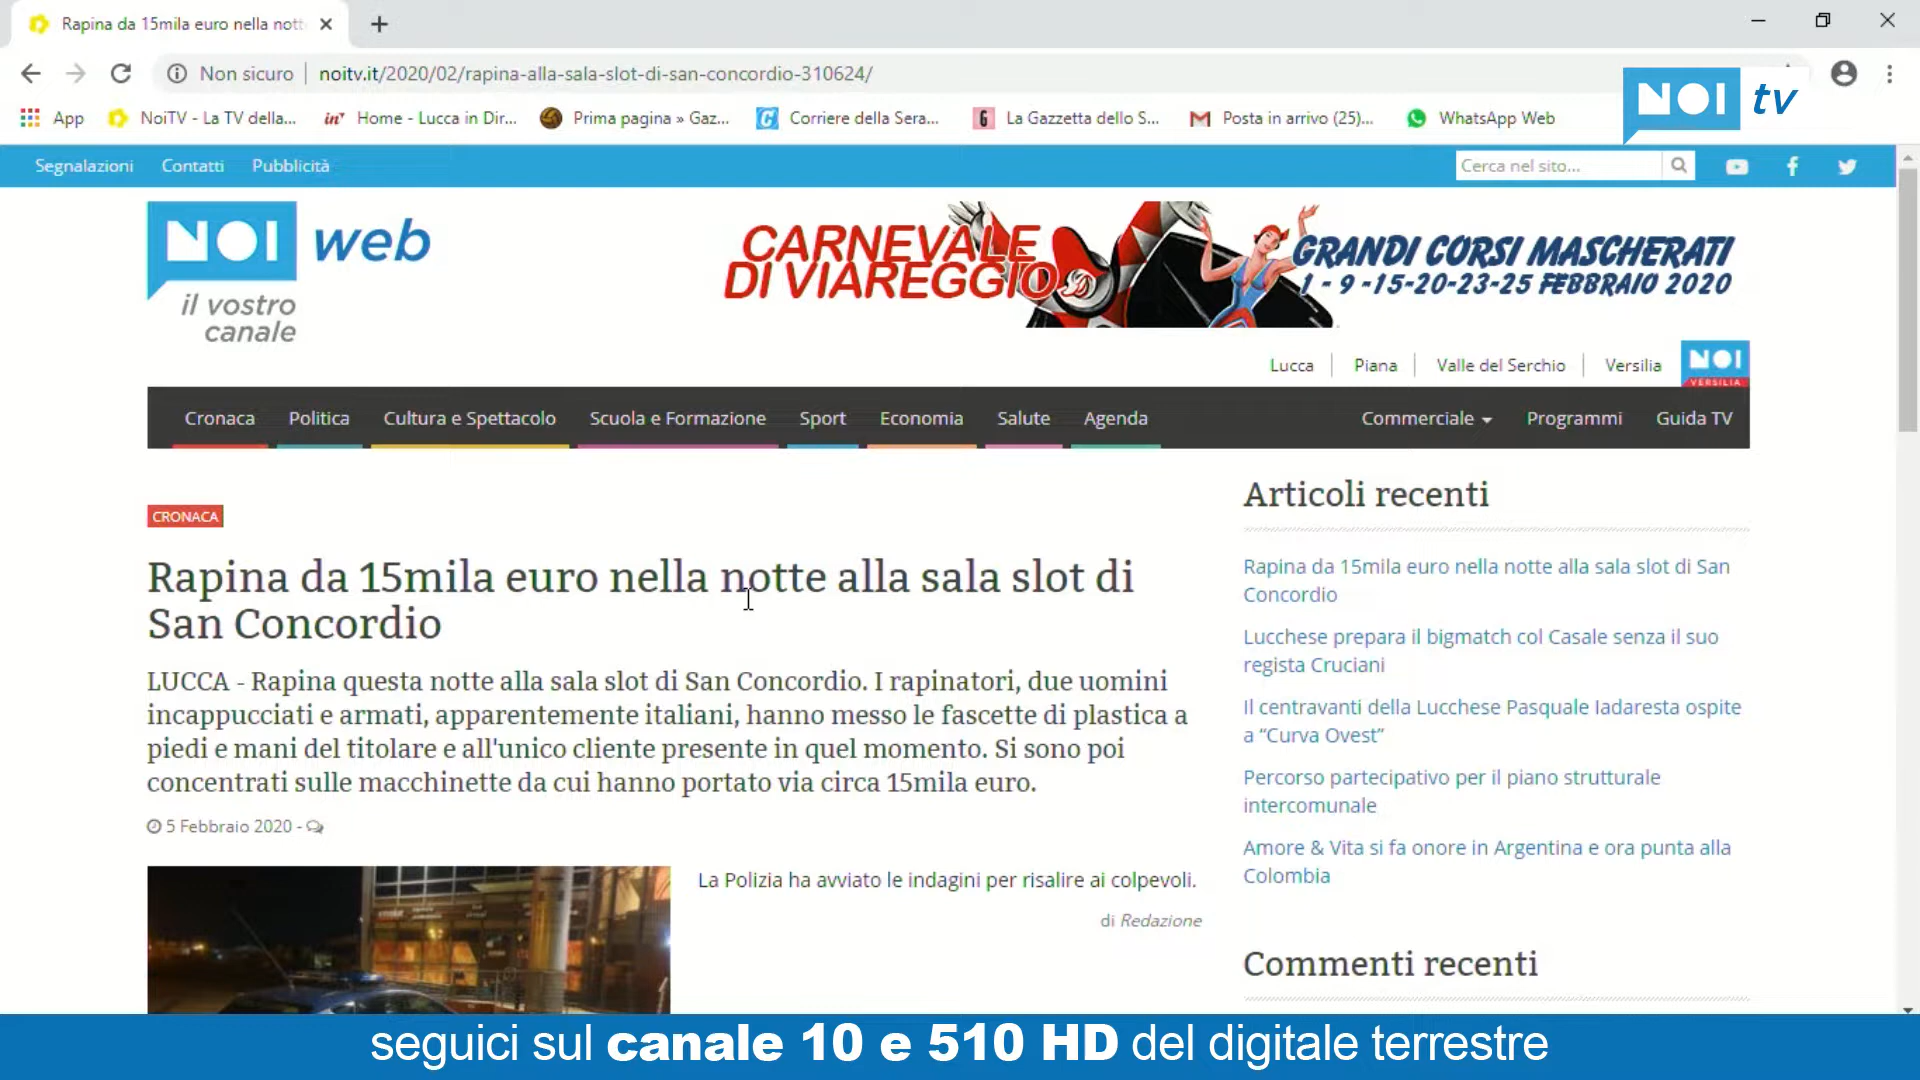 Rapina da 15mila euro nella nott
Non sicuro
noitv.it/2020/02/rapina-alla-sala-slot-di-san-concordio-310624/
App
NoiTV - La TV della...
Home - Lucca in Dir...
Prima pagina » Gaz...
Corriere della Sera...
La Gazzetta dello S...
Posta in arrivo (25)...
WhatsApp Web
NOI tv
Segnalazioni
Contatti
Pubblicità
Cerca nel sito...
NOI web
il vostro
canale
CARNEVALE
DI VIAREGGIO
GRANDI CORSI MASCHERATI
1 - 9 -15-20-23-25 FEBBRAIO 2020
Lucca
Piana
Valle del Serchio
Versilia
NOI
VERSILIA
Cronaca
Politica
Cultura e Spettacolo
Scuola e Formazione
Sport
Economia
Salute
Agenda
Commerciale
Programmi
Guida TV
CRONACA
Rapina da 15mila euro nella notte alla sala slot di
San Concordio
LUCCA - Rapina questa notte alla sala slot di San Concordio. I rapinatori, due uomini
incappucciati e armati, apparentemente italiani, hanno messo le fascette di plastica a
piedi e mani del titolare e all'unico cliente presente in quel momento. Si sono poi
concentrati sulle macchinette da cui hanno portato via circa 15mila euro.
5 Febbraio 2020 -
La Polizia ha avviato le indagini per risalire ai colpevoli.
di Redazione
Articoli recenti
Rapina da 15mila euro nella notte alla sala slot di San
Concordio
Lucchese prepara il bigmatch col Casale senza il suo
regista Cruciani
Il centravanti della Lucchese Pasquale Iadaresta ospite
a “Curva Ovest”
Percorso partecipativo per il piano strutturale
intercomunale
Amore & Vita si fa onore in Argentina e ora punta alla
Colombia
Commenti recenti
seguici sul canale 10 e 510 HD del digitale terrestre